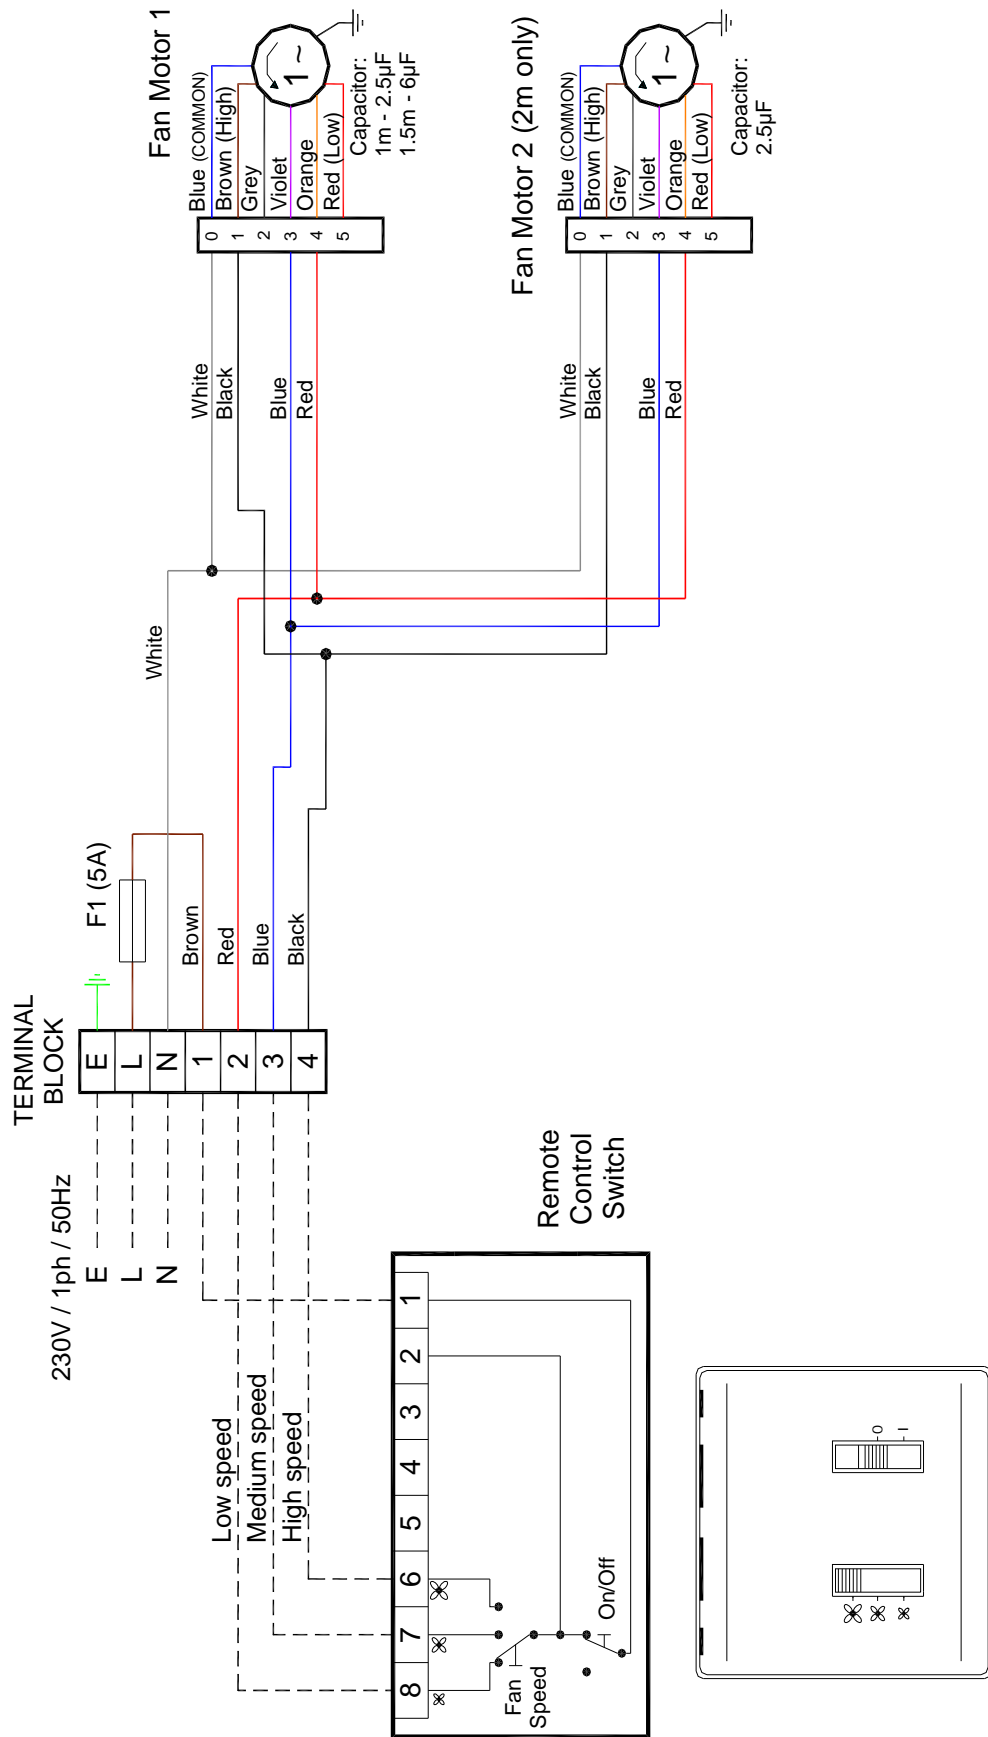 Fan Motor 1
Blue (COMMON)
Brown (High)
Grey
Violet
Orange
Red (Low)
1 ~
Capacitor:
1m - 2.5µF
1.5m - 6µF
0
1
2
3
4
5
White
Black
Blue
Red
Fan Motor 2 (2m only)
Blue (COMMON)
Brown (High)
Grey
Violet
Orange
Red (Low)
1 ~
Capacitor:
2.5µF
0
1
2
3
4
5
White
Black
Blue
Red
White
F1 (5A)
Brown
Red
Blue
Black
TERMINAL
BLOCK
E
L
N
1
2
3
4
230V / 1ph / 50Hz
E
L
N
Low speed
Medium speed
High speed
Remote
Control
Switch
1
2
3
4
5
6
7
8
Fan
Speed
On/Off
0
I